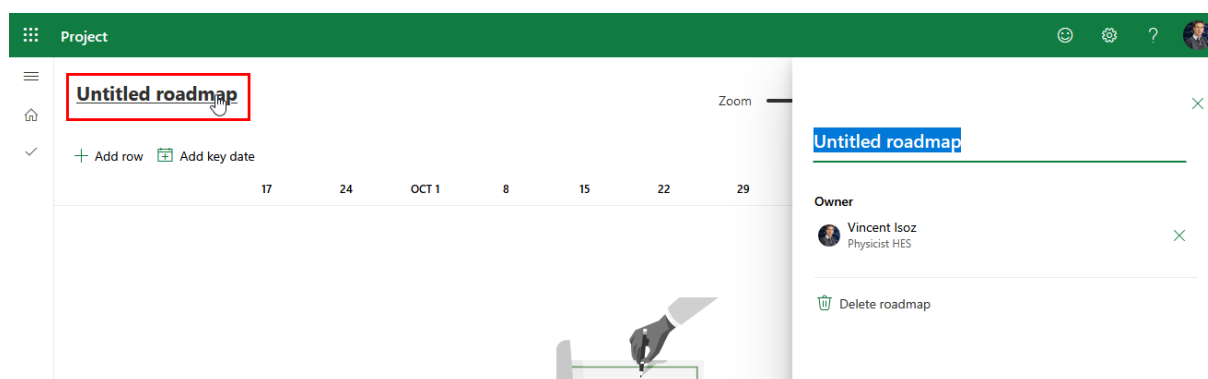 Project
?
Untitled roadmap
Zoom
Add row Add key date
17 24 OCT 1 8 15 22 29
Untitled roadmap
Owner
Vincent Isoz
Physicist HES
Delete roadmap